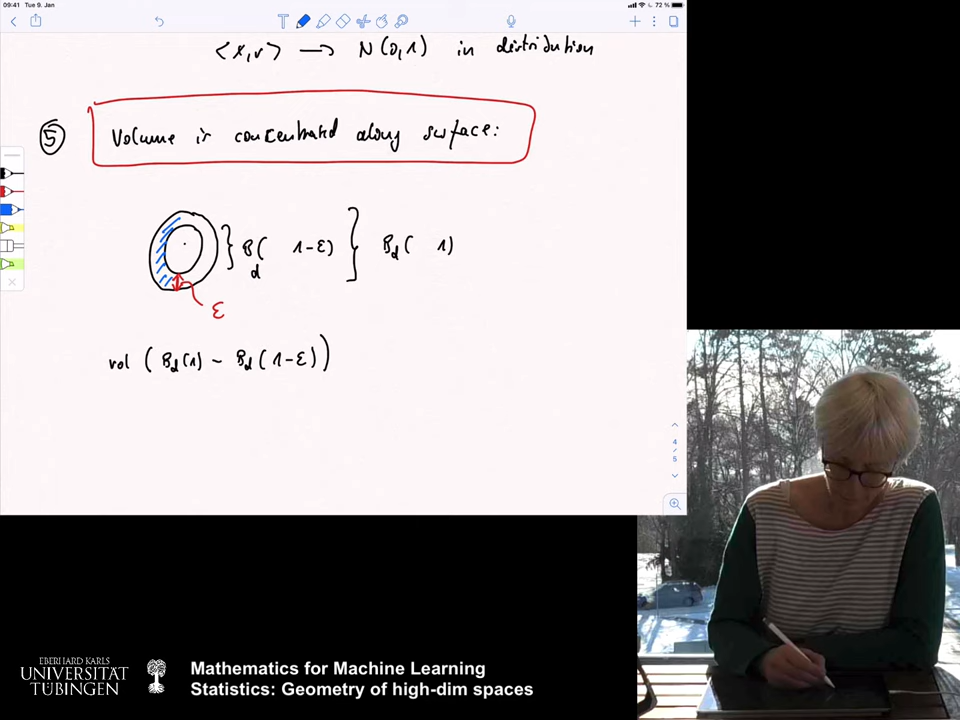 09:41 Tue 9. Jan
72 %
<x,v> → N(0,1) in distribution
⑤ Volume is concentrated along surface:
} B_d( 1-ε) } B_d( 1)
ε
vol (B_d(1) - B_d(1-ε))
4
/
5
EBERHARD KARLS
UNIVERSITÄT
TÜBINGEN
Mathematics for Machine Learning
Statistics: Geometry of high-dim spaces